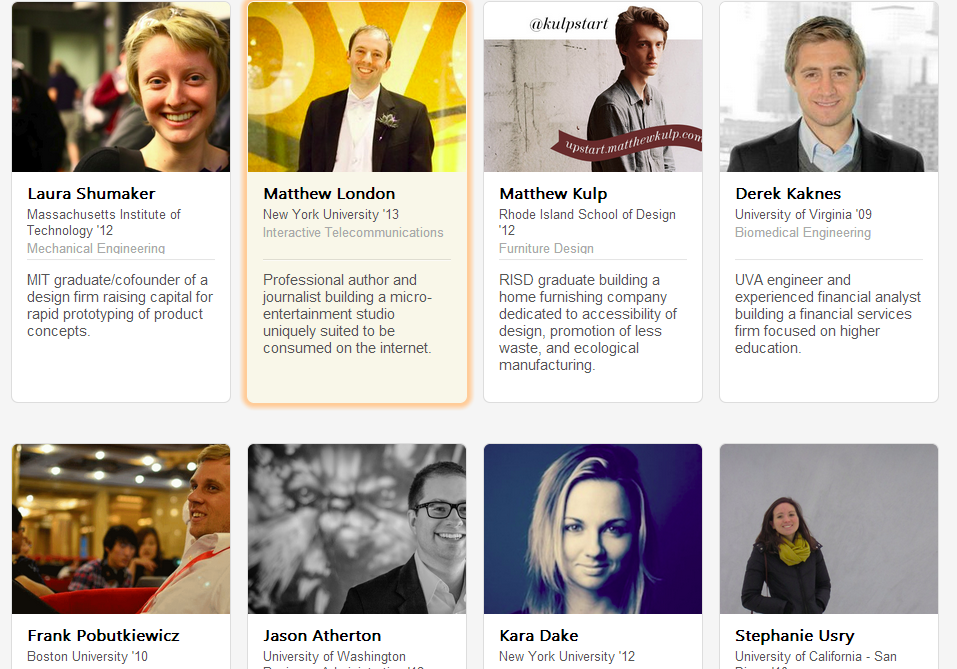 @kulpstart
upstart.matthewkulp.com
Laura Shumaker
Massachusetts Institute of
Technology '12
Mechanical Engineering
MIT graduate/cofounder of a
design firm raising capital for
rapid prototyping of product
concepts.
Matthew London
New York University '13
Interactive Telecommunications
Professional author and
journalist building a micro-
entertainment studio
uniquely suited to be
consumed on the internet.
Matthew Kulp
Rhode Island School of Design
'12
Furniture Design
RISD graduate building a
home furnishing company
dedicated to accessibility of
design, promotion of less
waste, and ecological
manufacturing.
Derek Kaknes
University of Virginia '09
Biomedical Engineering
UVA engineer and
experienced financial analyst
building a financial services
firm focused on higher
education.
Frank Pobutkiewicz
Boston University '10
Jason Atherton
University of Washington
Kara Dake
New York University '12
Stephanie Usry
University of California - San